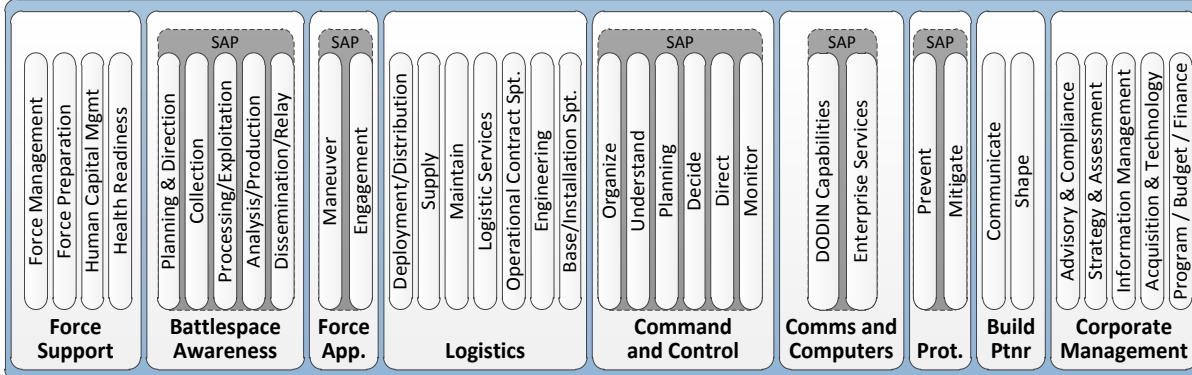 Force Management
Force Preparation
Human Capital Mgmt
Health Readiness
Force
Support
SAP
Planning & Direction
Collection
Processing/Exploitation
Analysis/Production
Dissemination/Relay
Battlespace
Awareness
SAP
Maneuver
Engagement
Force
App.
Deployment/Distribution
Supply
Maintain
Logistic Services
Operational Contract Spt.
Engineering
Base/Installation Spt.
Logistics
SAP
Organize
Understand
Planning
Decide
Direct
Monitor
Command
and Control
SAP
DODIN Capabilities
Enterprise Services
Comms and
Computers
SAP
Prevent
Mitigate
Prot.
Communicate
Shape
Build
Ptnr
Advisory & Compliance
Strategy & Assessment
Information Management
Acquisition & Technology
Program / Budget / Finance
Corporate
Management